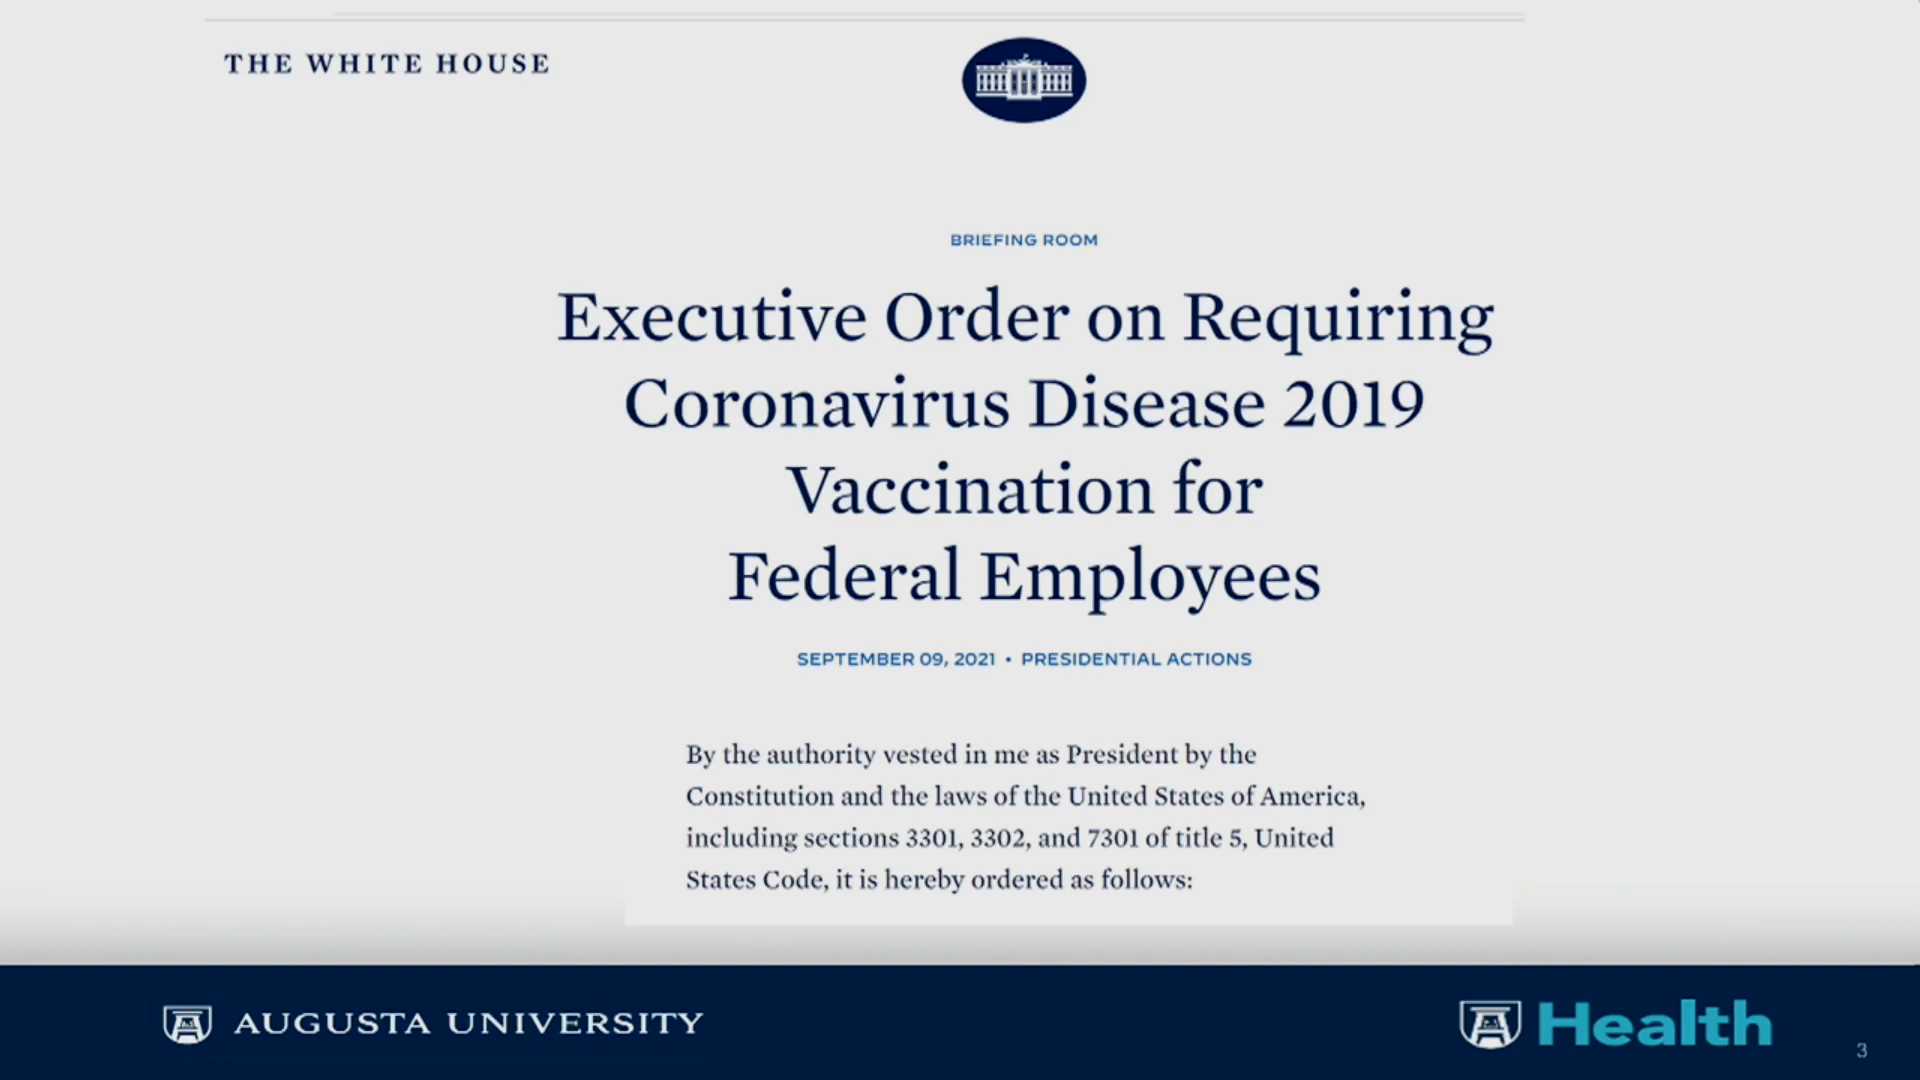 THE WHITE HOUSE
BRIEFING ROOM
Executive Order on Requiring
Coronavirus Disease 2019
Vaccination for
Federal Employees
SEPTEMBER 09, 2021 • PRESIDENTIAL ACTIONS
By the authority vested in me as President by the
Constitution and the laws of the United States of America,
including sections 3301, 3302, and 7301 of title 5, United
States Code, it is hereby ordered as follows:
AUGUSTA UNIVERSITY
Health
3